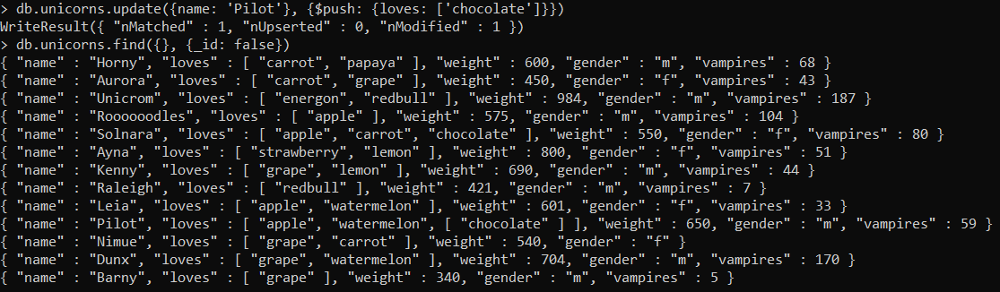 > db.unicorns.update({name: 'Pilot'}, {$push: {loves: ['chocolate']}})
WriteResult({ "nMatched" : 1, "nUpserted" : 0, "nModified" : 1 })
> db.unicorns.find({}, {_id: false})
{ "name" : "Horny", "loves" : [ "carrot", "papaya" ], "weight" : 600, "gender" : "m", "vampires" : 68 }
{ "name" : "Aurora", "loves" : [ "carrot", "grape" ], "weight" : 450, "gender" : "f", "vampires" : 43 }
{ "name" : "Unicrom", "loves" : [ "energon", "redbull" ], "weight" : 984, "gender" : "m", "vampires" : 187 }
{ "name" : "Roooooodles", "loves" : [ "apple" ], "weight" : 575, "gender" : "m", "vampires" : 104 }
{ "name" : "Solnara", "loves" : [ "apple", "carrot", "chocolate" ], "weight" : 550, "gender" : "f", "vampires" : 80 }
{ "name" : "Ayna", "loves" : [ "strawberry", "lemon" ], "weight" : 800, "gender" : "f", "vampires" : 51 }
{ "name" : "Kenny", "loves" : [ "grape", "lemon" ], "weight" : 690, "gender" : "m", "vampires" : 44 }
{ "name" : "Raleigh", "loves" : [ "redbull" ], "weight" : 421, "gender" : "m", "vampires" : 7 }
{ "name" : "Leia", "loves" : [ "apple", "watermelon" ], "weight" : 601, "gender" : "f", "vampires" : 33 }
{ "name" : "Pilot", "loves" : [ "apple", "watermelon", [ "chocolate" ] ], "weight" : 650, "gender" : "m", "vampires" : 59 }
{ "name" : "Nimue", "loves" : [ "grape", "carrot" ], "weight" : 540, "gender" : "f" }
{ "name" : "Dunx", "loves" : [ "grape", "watermelon" ], "weight" : 704, "gender" : "m", "vampires" : 170 }
{ "name" : "Barny", "loves" : [ "grape" ], "weight" : 340, "gender" : "m", "vampires" : 5 }